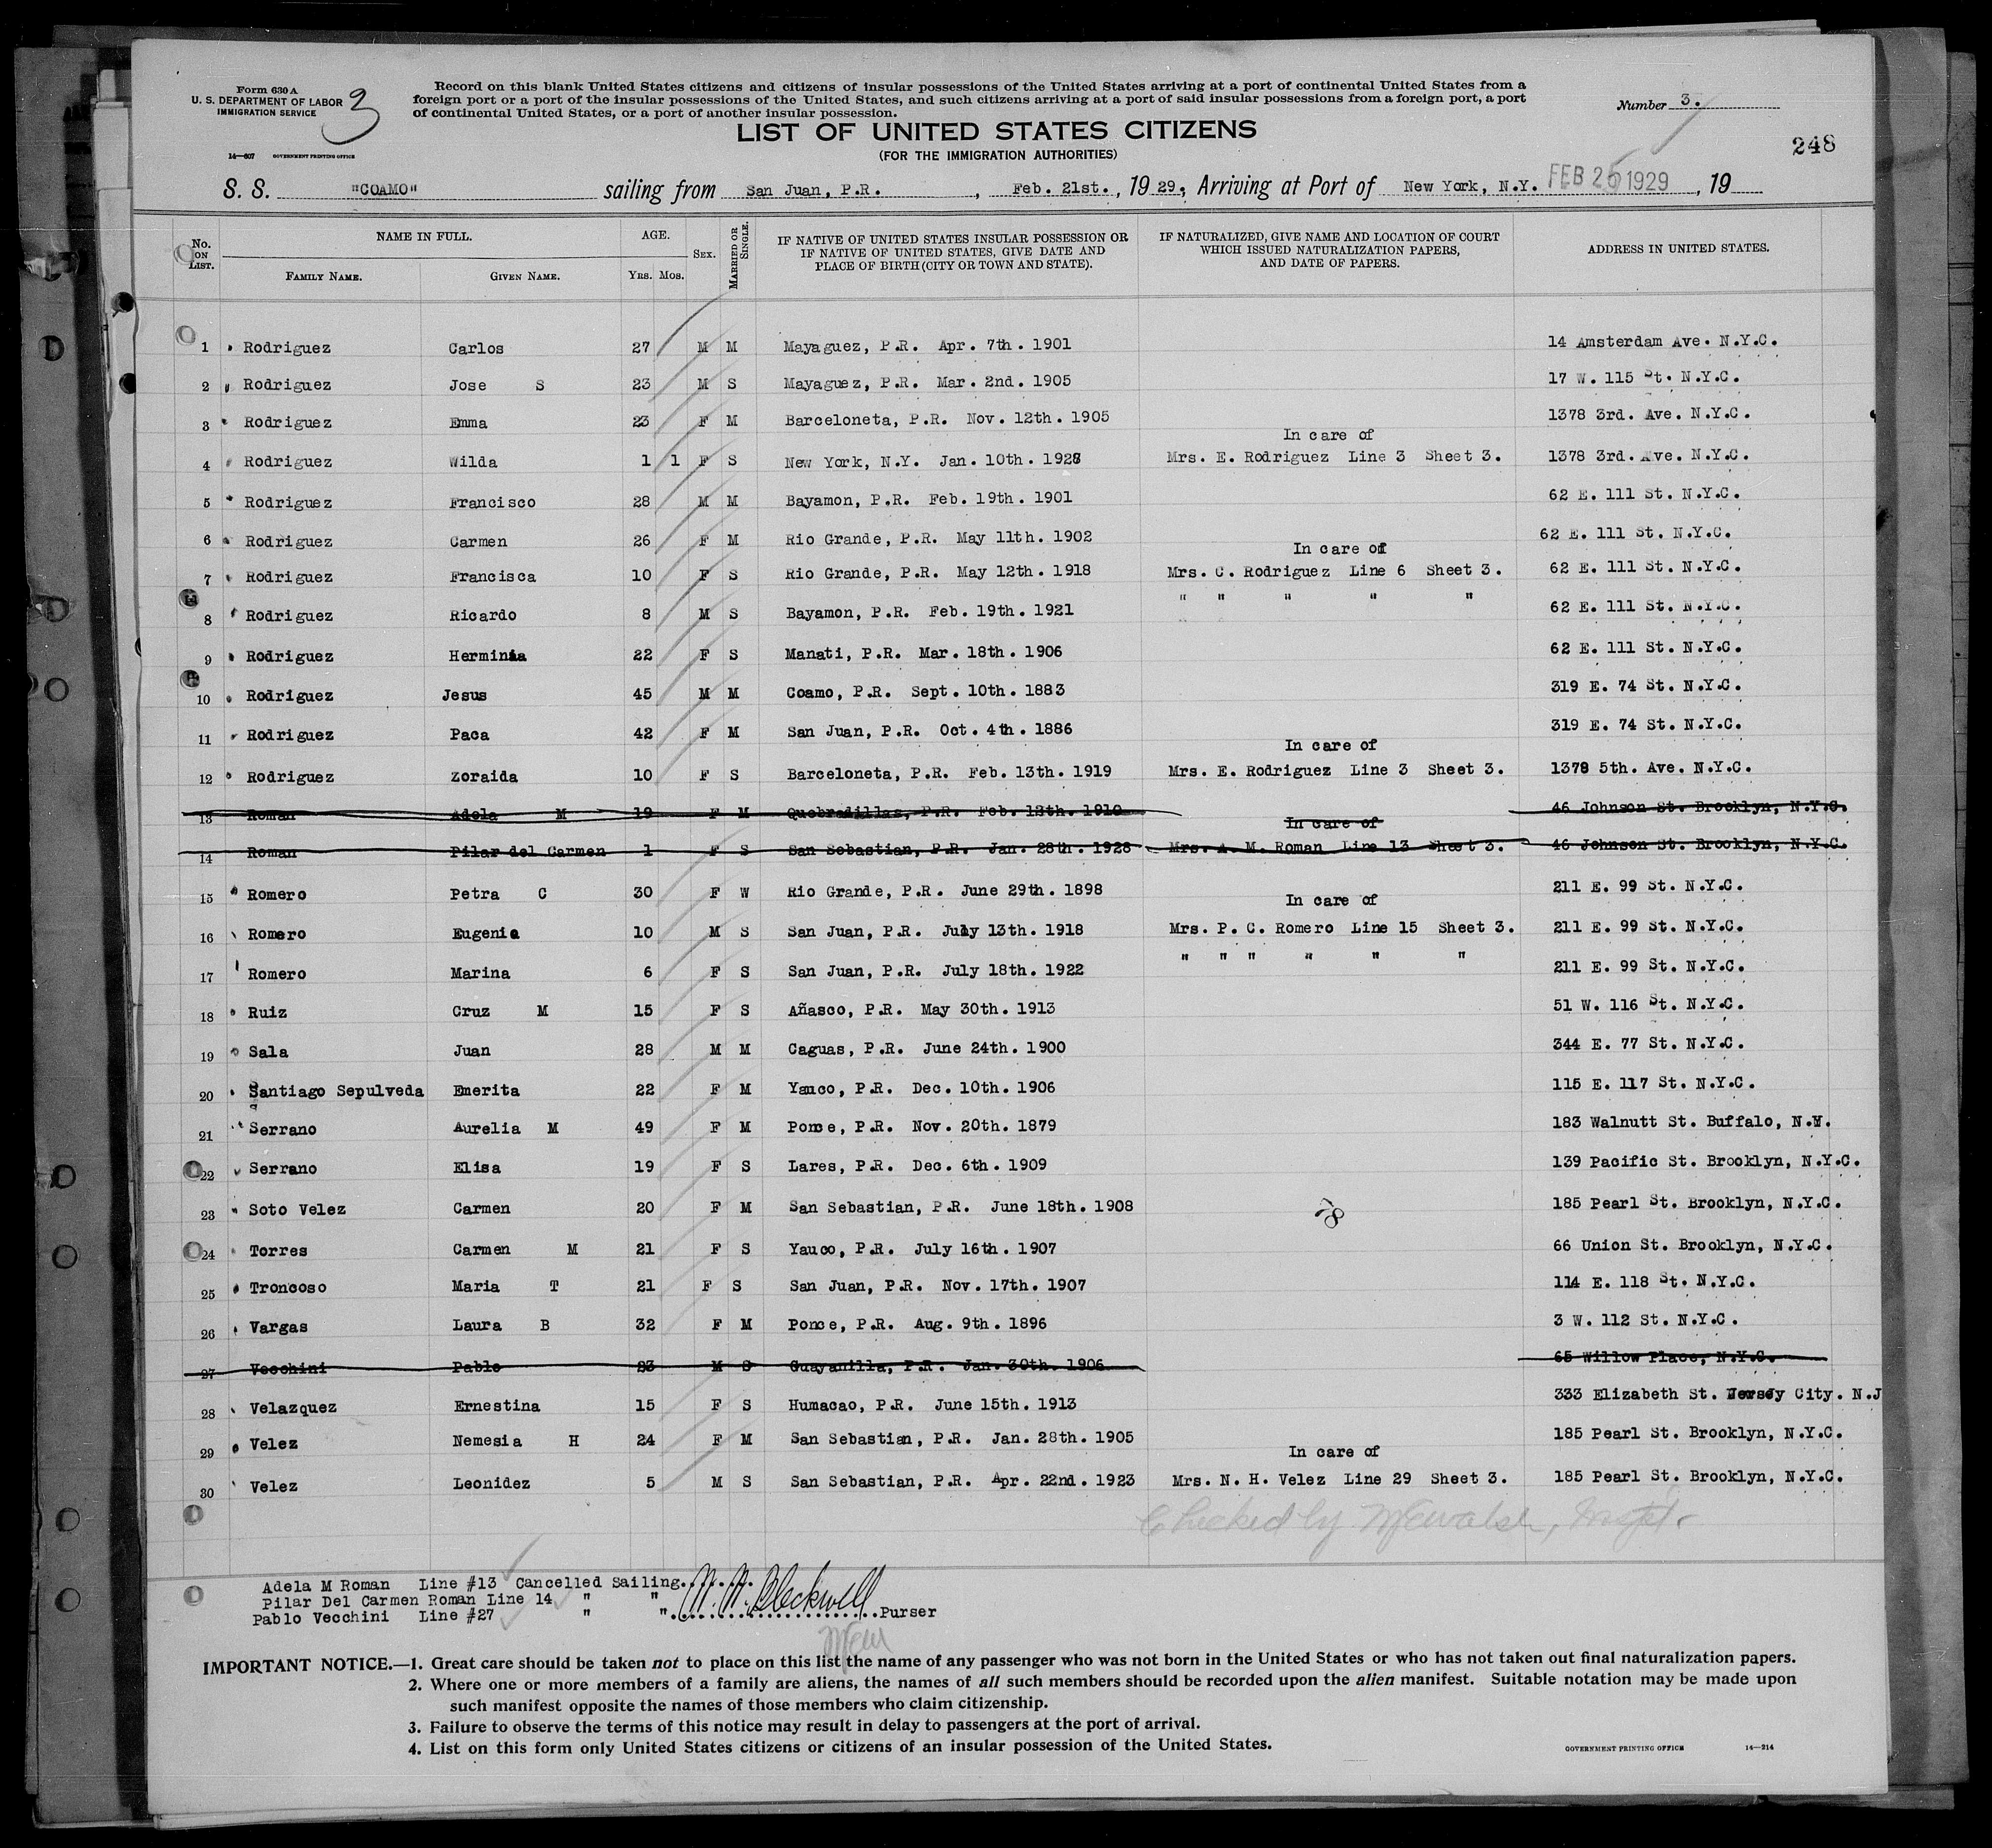 Form 630 A
U. S. DEPARTMENT OF LABOR
IMMIGRATION SERVICE
3
14—607 GOVERNMENT PRINTING OFFICE
Record on this blank United States citizens and citizens of insular possessions of the United States arriving at a port of continental United States from a
foreign port or a port of the insular possessions of the United States, and such citizens arriving at a port of said insular possessions from a foreign port, a port
of continental United States, or a port of another insular possession.
Number 3.
LIST OF UNITED STATES CITIZENS
(FOR THE IMMIGRATION AUTHORITIES)
248
S. S. "COAMO" sailing from San Juan, P.R. , Feb. 21st. , 19 29. ; Arriving at Port of New York, N.Y. FEB 25 1929 , 19
No. ON LIST. NAME IN FULL. FAMILY NAME. GIVEN NAME. AGE. YRS. MOS. SEX. MARRIED OR SINGLE. IF NATIVE OF UNITED STATES INSULAR POSSESSION OR IF NATIVE OF UNITED STATES, GIVE DATE AND PLACE OF BIRTH (CITY OR TOWN AND STATE). IF NATURALIZED, GIVE NAME AND LOCATION OF COURT WHICH ISSUED NATURALIZATION PAPERS, AND DATE OF PAPERS. ADDRESS IN UNITED STATES.
1 Rodriguez Carlos 27 M M Mayaguez, P.R. Apr. 7th. 1901 14 Amsterdam Ave. N.Y.C.
2 Rodriguez Jose S 23 M S Mayaguez, P.R. Mar. 2nd. 1905 17 W. 115 St. N.Y.C.
3 Rodriguez Emma 23 F M Barceloneta, P.R. Nov. 12th. 1905 1378 3rd. Ave. N.Y.C.
In care of
4 Rodriguez Wilda 1 1 F S New York, N.Y. Jan. 10th. 1928 Mrs. E. Rodriguez Line 3 Sheet 3. 1378 3rd. Ave. N.Y.C.
5 Rodriguez Francisco 28 M M Bayamon, P.R. Feb. 19th. 1901 62 E. 111 St. N.Y.C.
6 Rodriguez Carmen 26 F M Rio Grande, P.R. May 11th. 1902 62 E. 111 St. N.Y.C.
In care of
7 Rodriguez Francisca 10 F S Rio Grande, P.R. May 12th. 1918 Mrs. C. Rodriguez Line 6 Sheet 3. 62 E. 111 St. N.Y.C.
8 Rodriguez Ricardo 8 M S Bayamon, P.R. Feb. 19th. 1921 " " " " " 62 E. 111 St. N.Y.C.
9 Rodriguez Herminia 22 F S Manati, P.R. Mar. 18th. 1906 62 E. 111 St. N.Y.C.
10 Rodriguez Jesus 45 M M Coamo, P.R. Sept. 10th. 1883 319 E. 74 St. N.Y.C.
11 Rodriguez Paca 42 F M San Juan, P.R. Oct. 4th. 1886 319 E. 74 St. N.Y.C.
In care of
12 Rodriguez Zoraida 10 F S Barceloneta, P.R. Feb. 13th. 1919 Mrs. E. Rodriguez Line 3 Sheet 3. 1378 5th. Ave. N.Y.C.
13 Roman Adela M 19 F M Quebradillas, P.R. Feb. 12th. 1910 46 Johnson St. Brooklyn, N.Y.C.
In care of
14 Roman Pilar del Carmen 1 F S San Sebastian, P.R. Jan. 28th. 1928 Mrs. A. M. Roman Line 13 Sheet 3. 46 Johnson St. Brooklyn, N.Y.C.
15 Romero Petra C 30 F W Rio Grande, P.R. June 29th. 1898 211 E. 99 St. N.Y.C.
In care of
16 Romero Eugenio 10 M S San Juan, P.R. July 13th. 1918 Mrs. P. C. Romero Line 15 Sheet 3. 211 E. 99 St. N.Y.C.
17 Romero Marina 6 F S San Juan, P.R. July 18th. 1922 " " " " " " 211 E. 99 St. N.Y.C.
18 Ruiz Cruz M 15 F S Añasco, P.R. May 30th. 1913 51 W. 116 St. N.Y.C.
19 Sala Juan 28 M M Caguas, P.R. June 24th. 1900 344 E. 77 St. N.Y.C.
20 Santiago Sepulveda Emerita 22 F M Yauco, P.R. Dec. 10th. 1906 115 E. 117 St. N.Y.C.
21 Serrano Aurelia M 49 F M Ponce, P.R. Nov. 20th. 1879 183 Walnutt St. Buffalo, N.Y.
22 Serrano Elisa 19 F S Lares, P.R. Dec. 6th. 1909 139 Pacific St. Brooklyn, N.Y.C.
23 Soto Velez Carmen 20 F M San Sebastian, P.R. June 18th. 1908 185 Pearl St. Brooklyn, N.Y.C.
24 Torres Carmen M 21 F S Yauco, P.R. July 16th. 1907 66 Union St. Brooklyn, N.Y.C.
25 Troncoso Maria T 21 F S San Juan, P.R. Nov. 17th. 1907 114 E. 118 St. N.Y.C.
26 Vargas Laura B 32 F M Ponce, P.R. Aug. 9th. 1896 3 W. 112 St. N.Y.C.
27 Vecchini Pablo 23 M S Guayanilla, P.R. Jan. 30th. 1906 65 Willow Place, N.Y.C.
28 Velazquez Ernestina 15 F S Humacao, P.R. June 15th. 1913 333 Elizabeth St. Jersey City. N.J
29 Velez Nemesia H 24 F M San Sebastian, P.R. Jan. 28th. 1905 185 Pearl St. Brooklyn, N.Y.C.
In care of
30 Velez Leonidez 5 M S San Sebastian, P.R. Apr. 22nd. 1923 Mrs. N. H. Velez Line 29 Sheet 3. 185 Pearl St. Brooklyn, N.Y.C.
Checked by
Adela M Roman Line #13 Cancelled Sailing.......
Pilar Del Carmen Roman Line 14 " "
Pablo Vecchini Line #27 " "........................Purser
IMPORTANT NOTICE.—1. Great care should be taken not to place on this list the name of any passenger who was not born in the United States or who has not taken out final naturalization papers.
2. Where one or more members of a family are aliens, the names of all such members should be recorded upon the alien manifest. Suitable notation may be made upon
such manifest opposite the names of those members who claim citizenship.
3. Failure to observe the terms of this notice may result in delay to passengers at the port of arrival.
4. List on this form only United States citizens or citizens of an insular possession of the United States.
GOVERNMENT PRINTING OFFICE 14—214